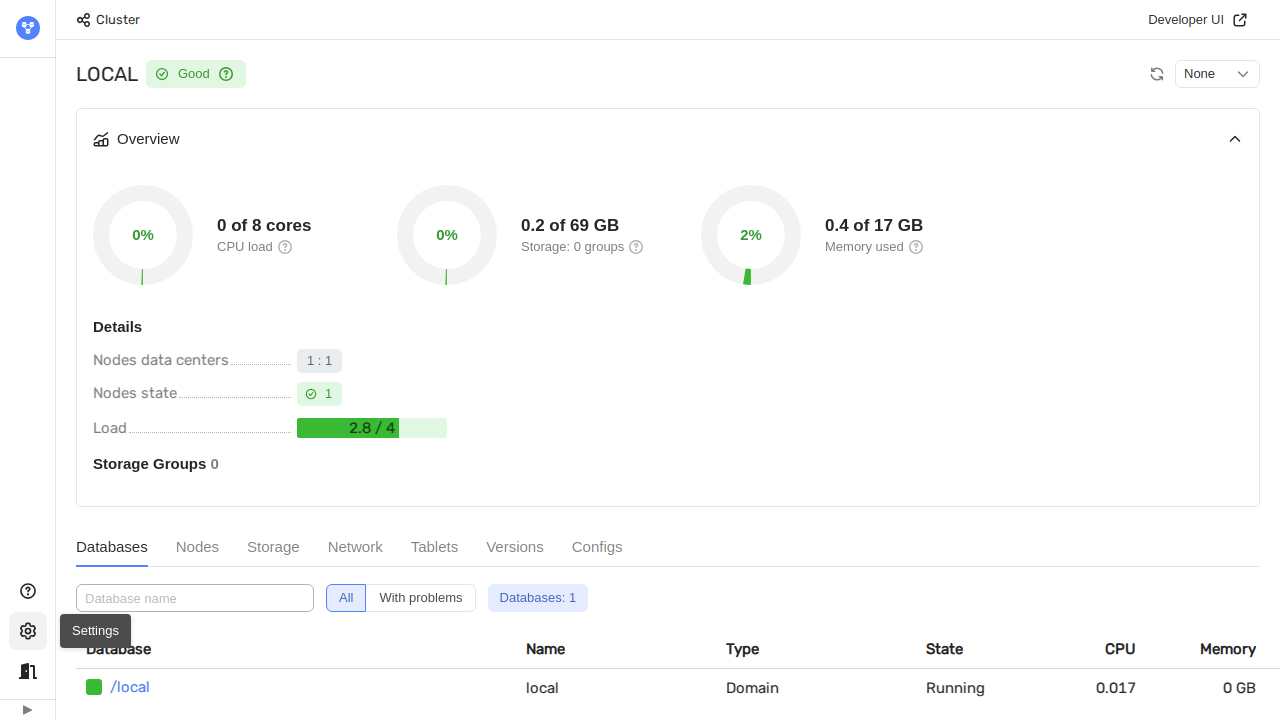 Cluster
Developer UI
LOCAL
Good
None
Overview
0%
0 of 8 cores
CPU load
0%
0.2 of 69 GB
Storage: 0 groups
2%
0.4 of 17 GB
Memory used
Details
Nodes data centers
1 : 1
Nodes state
1
Load
2.8 / 4
Storage Groups 0
Databases Nodes Storage Network Tablets Versions Configs
Database name
All
With problems
Databases: 1
Settings
Database Name Type State CPU Memory
/local local Domain Running 0.017 0 GB